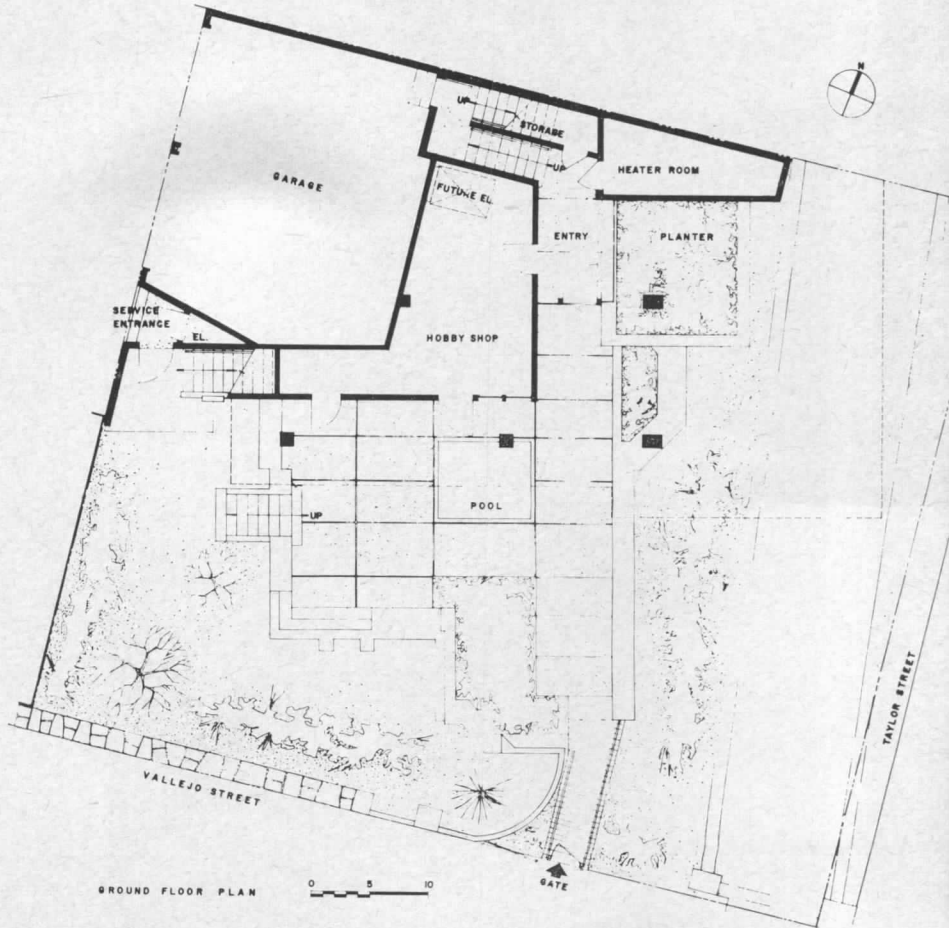 N
UP
STORAGE
UP
HEATER ROOM
GARAGE
FUTURE EL.
ENTRY
PLANTER
SERVICE
ENTRANCE
EL.
HOBBY SHOP
POOL
UP
TAYLOR STREET
VALLEJO STREET
GROUND FLOOR PLAN
0 5 10
GATE